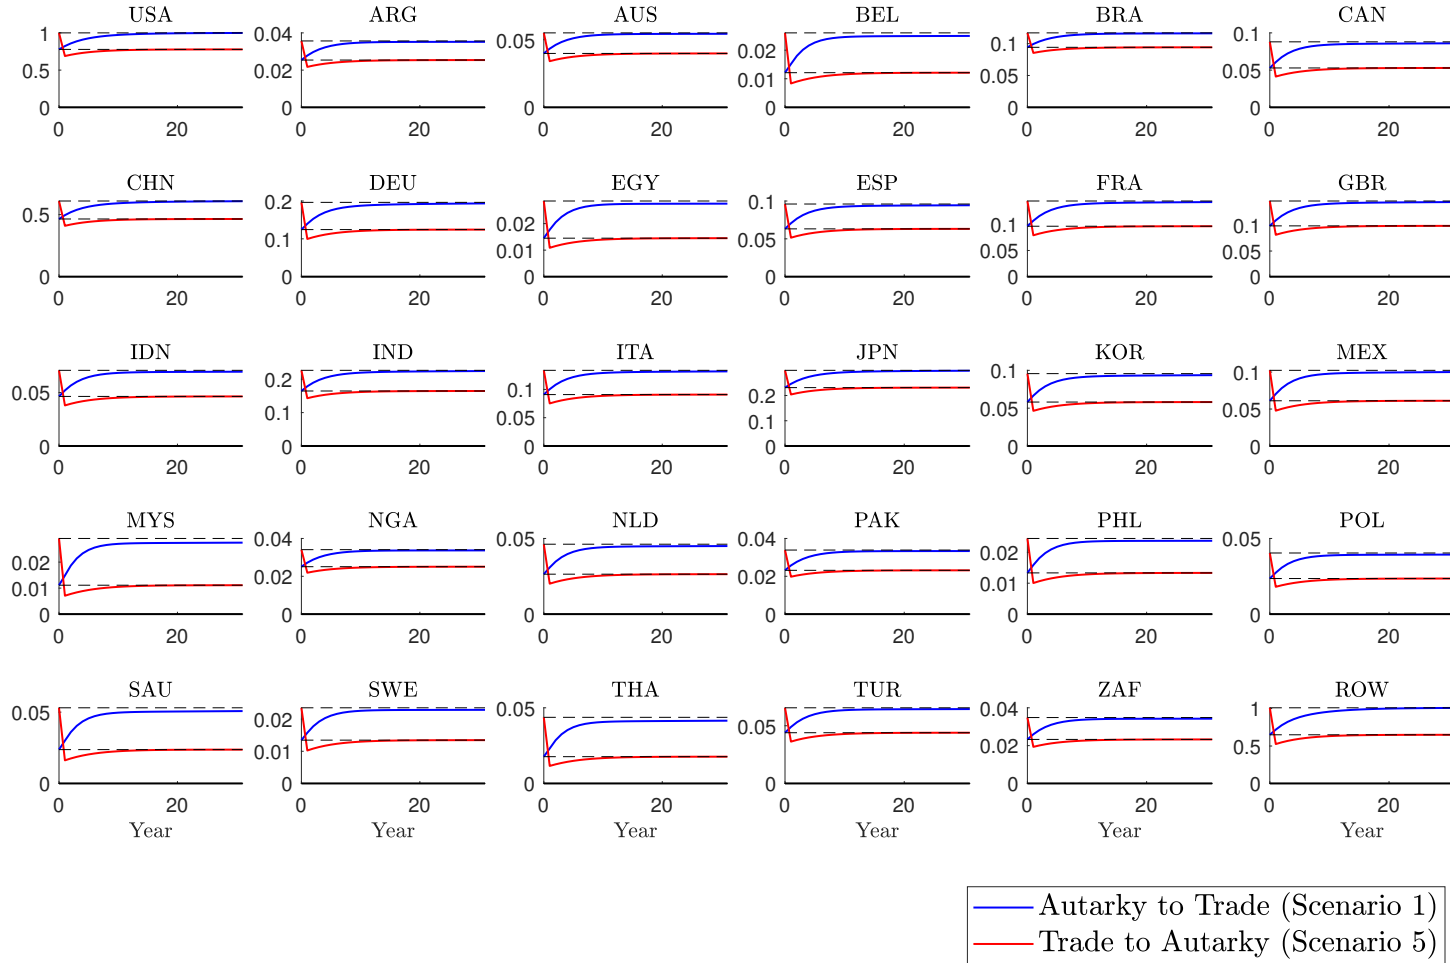 USA ARG AUS BEL BRA CAN
1 0.04 0.05 0.02 0.1 0.1
0.5 0.02 0.01 0.05 0.05
0 0 0 0 0 0
0 20 0 20 0 20 0 20 0 20 0 20
CHN DEU EGY ESP FRA GBR
0.5 0.2 0.02 0.1 0.1 0.1
0.1 0.01 0.05 0.05 0.05
0 0 0 0 0 0
0 20 0 20 0 20 0 20 0 20 0 20
IDN IND ITA JPN KOR MEX
0.05 0.2 0.1 0.2 0.1 0.1
0.1 0.05 0.1 0.05 0.05
0 0 0 0 0 0
0 20 0 20 0 20 0 20 0 20 0 20
MYS NGA NLD PAK PHL POL
0.02 0.04 0.05 0.04 0.02 0.05
0.01 0.02 0.02 0.01
0 0 0 0 0 0
0 20 0 20 0 20 0 20 0 20 0 20
SAU SWE THA TUR ZAF ROW
0.05 0.02 0.05 0.05 0.04 1
0.01 0.02 0.5
0 0 0 0 0 0
0 20 0 20 0 20 0 20 0 20 0 20
Year Year Year Year Year Year
Autarky to Trade (Scenario 1)
Trade to Autarky (Scenario 5)